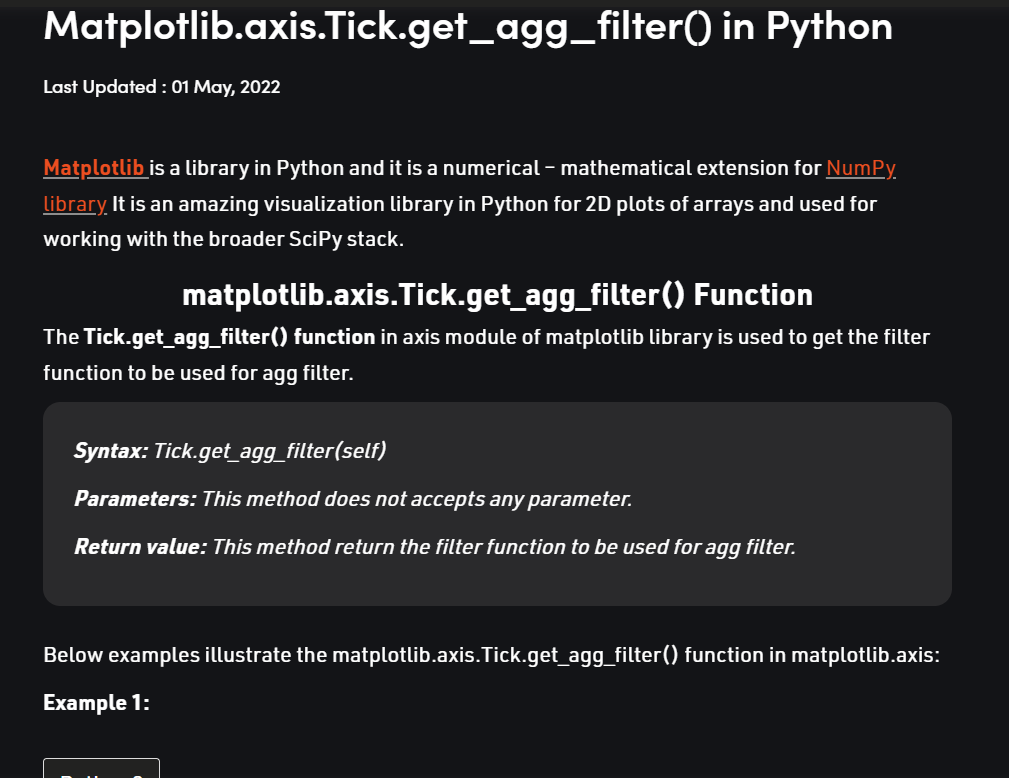 Matplotlib.axis.Tick.get_agg_filter() in Python
Last Updated : 01 May, 2022
Matplotlib is a library in Python and it is a numerical – mathematical extension for NumPy
library It is an amazing visualization library in Python for 2D plots of arrays and used for
working with the broader SciPy stack.
matplotlib.axis.Tick.get_agg_filter() Function
The Tick.get_agg_filter() function in axis module of matplotlib library is used to get the filter
function to be used for agg filter.
Syntax: Tick.get_agg_filter(self)
Parameters: This method does not accepts any parameter.
Return value: This method return the filter function to be used for agg filter.
Below examples illustrate the matplotlib.axis.Tick.get_agg_filter() function in matplotlib.axis:
Example 1: